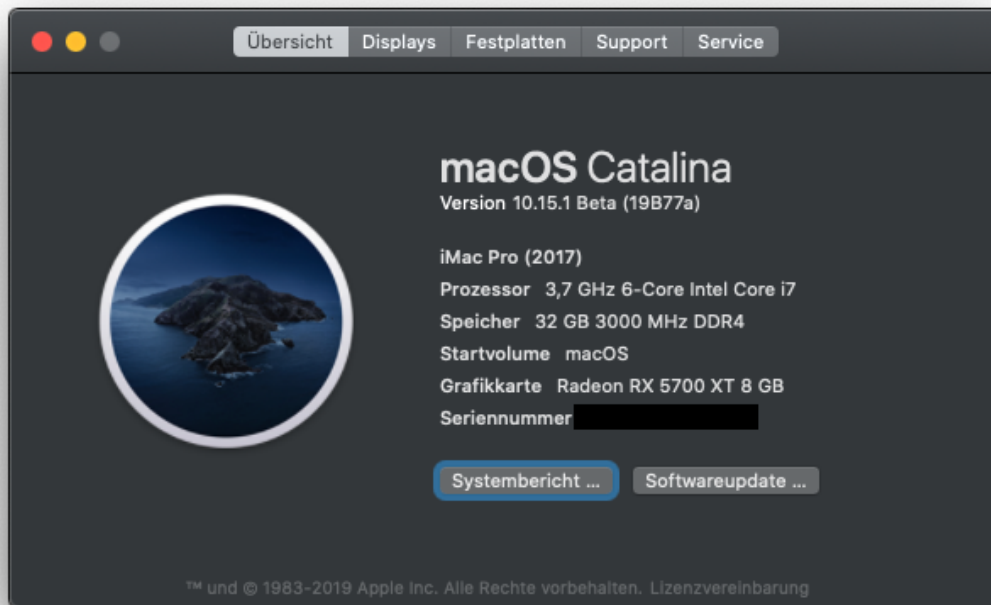 Übersicht Displays Festplatten Support Service
macOS Catalina
Version 10.15.1 Beta (19B77a)
iMac Pro (2017)
Prozessor 3,7 GHz 6-Core Intel Core i7
Speicher 32 GB 3000 MHz DDR4
Startvolume macOS
Grafikkarte Radeon RX 5700 XT 8 GB
Seriennummer
Systembericht ... Softwareupdate ...
™ und © 1983-2019 Apple Inc. Alle Rechte vorbehalten. Lizenzvereinbarung